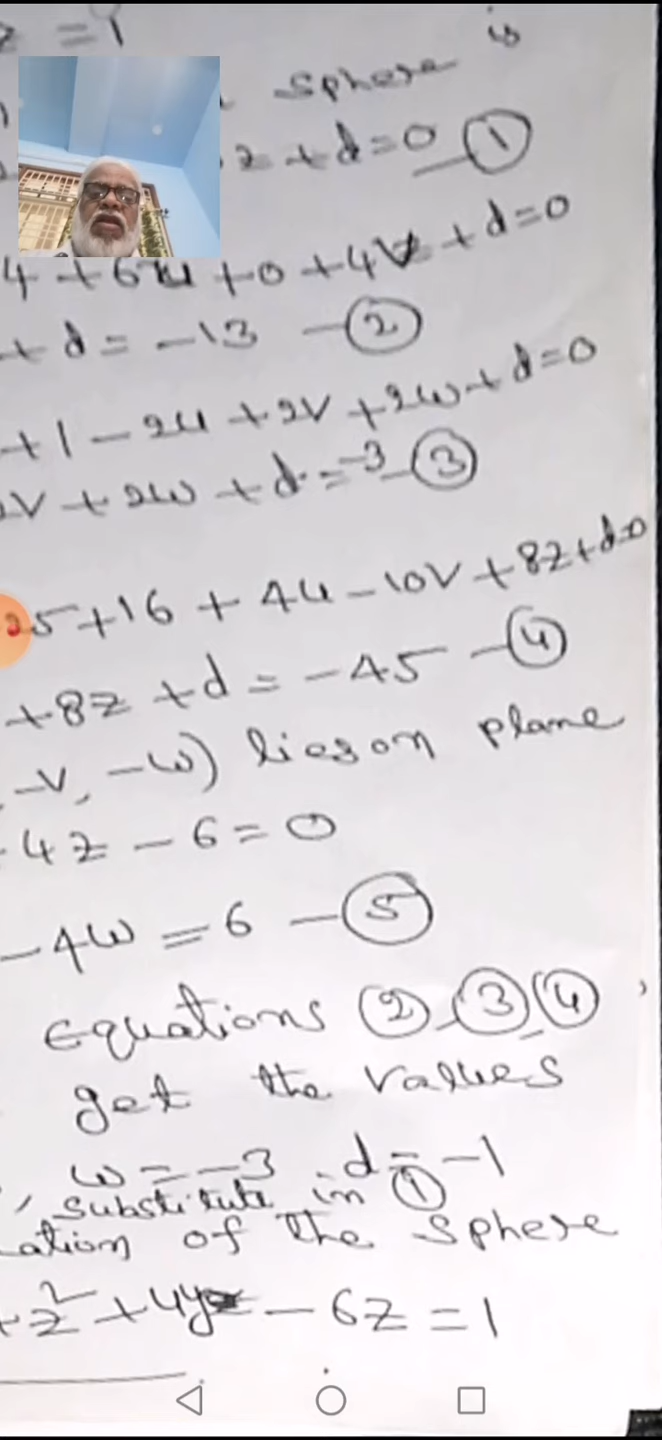 z = 1
sphere is
2z + d = 0 - ①
4 + 6u + 0 + 4v + d = 0
+ d = -13 - ②
+ 1 - 2u + 2v + 2w + d = 0
2v + 2w + d = -3 - ③
25 + 16 + 4u - 10v + 8z + d = 0
+ 8z + d = -45 - ④
-v, -w) lies on plane
4z - 6 = 0
- 4w = 6 - ⑤
Equations ② ③ ④,
get the values
w = -3 d = -1
, substitute in ①
ation of the sphere
+ z² + 4y - 6z = 1